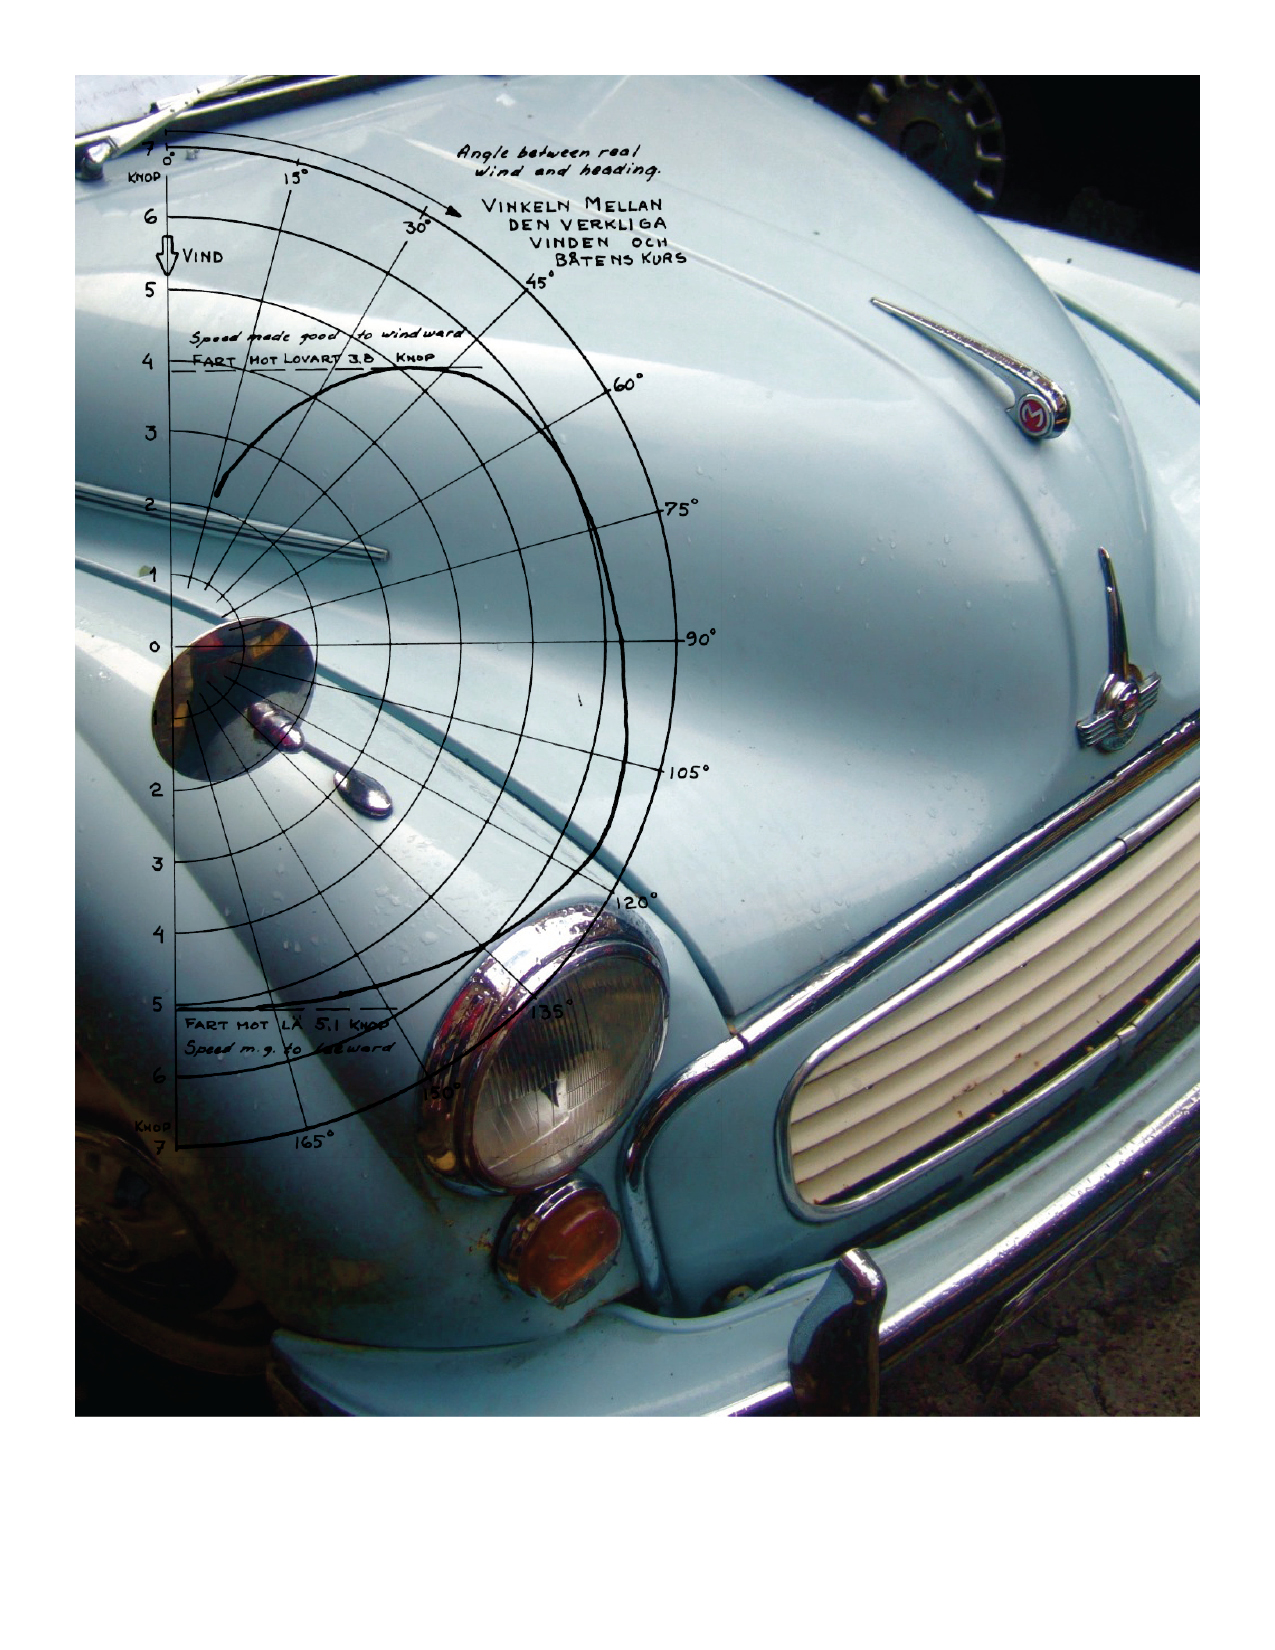 7
0°
KNOP
15°
30°
Angle between real
wind and heading.
VINKELN MELLAN
DEN VERKLIGA
VINDEN OCH
BÅTENS KURS
6
VIND
45°
5
Speed made good to windward
4
FART MOT LOVART 3.8 KNOP
60°
3
2
75°
1
0
90°
1
105°
2
3
120°
4
5
135°
FART MOT LÄ 5,1 KNOP
Speed m.g. to leeward
6
150°
KNOP
7
165°
M